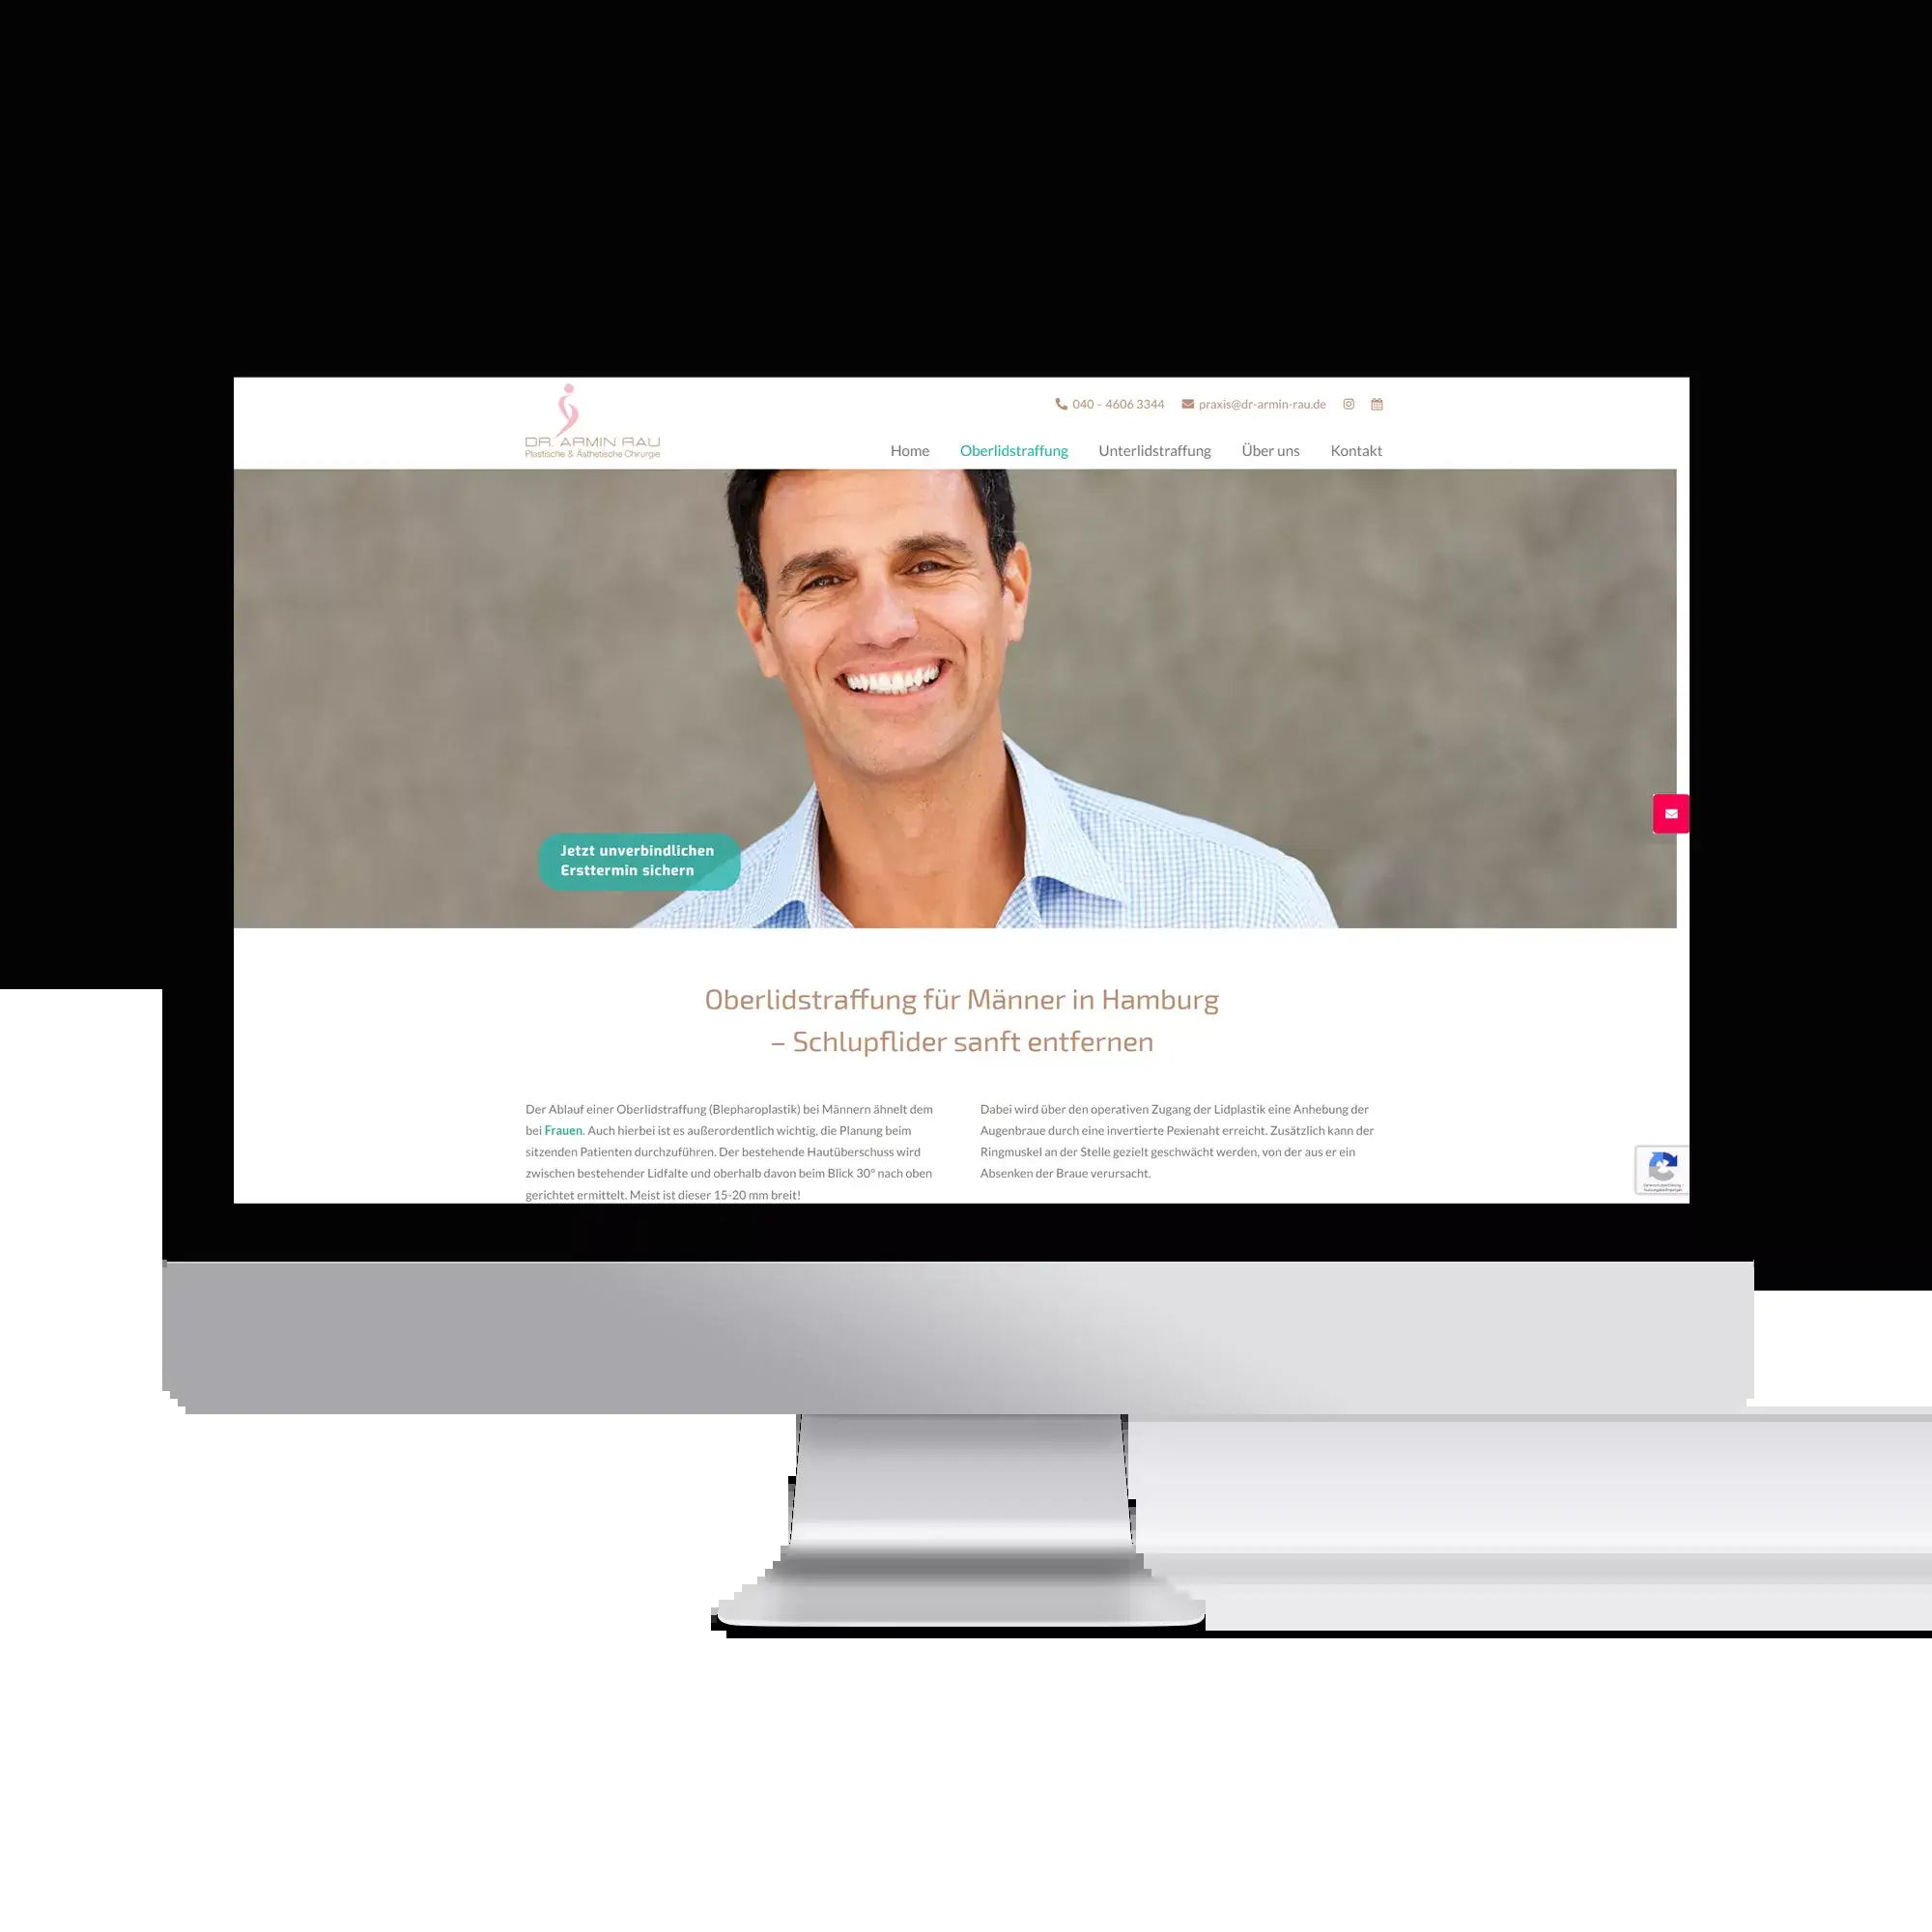 DR. ARMIN RAU
Plastische & Ästhetische Chirurgie
040 – 4606 3344 praxis@dr-armin-rau.de
Home Oberlidstraffung Unterlidstraffung Über uns Kontakt
Jetzt unverbindlichen
Ersttermin sichern
Oberlidstraffung für Männer in Hamburg
– Schlupflider sanft entfernen
Der Ablauf einer Oberlidstraffung (Blepharoplastik) bei Männern ähnelt dem
bei Frauen. Auch hierbei ist es außerordentlich wichtig, die Planung beim
sitzenden Patienten durchzuführen. Der bestehende Hautüberschuss wird
zwischen bestehender Lidfalte und oberhalb davon beim Blick 30° nach oben
gerichtet ermittelt. Meist ist dieser 15-20 mm breit!
Dabei wird über den operativen Zugang der Lidplastik eine Anhebung der
Augenbraue durch eine invertierte Pexienaht erreicht. Zusätzlich kann der
Ringmuskel an der Stelle gezielt geschwächt werden, von der aus er ein
Absenken der Braue verursacht.